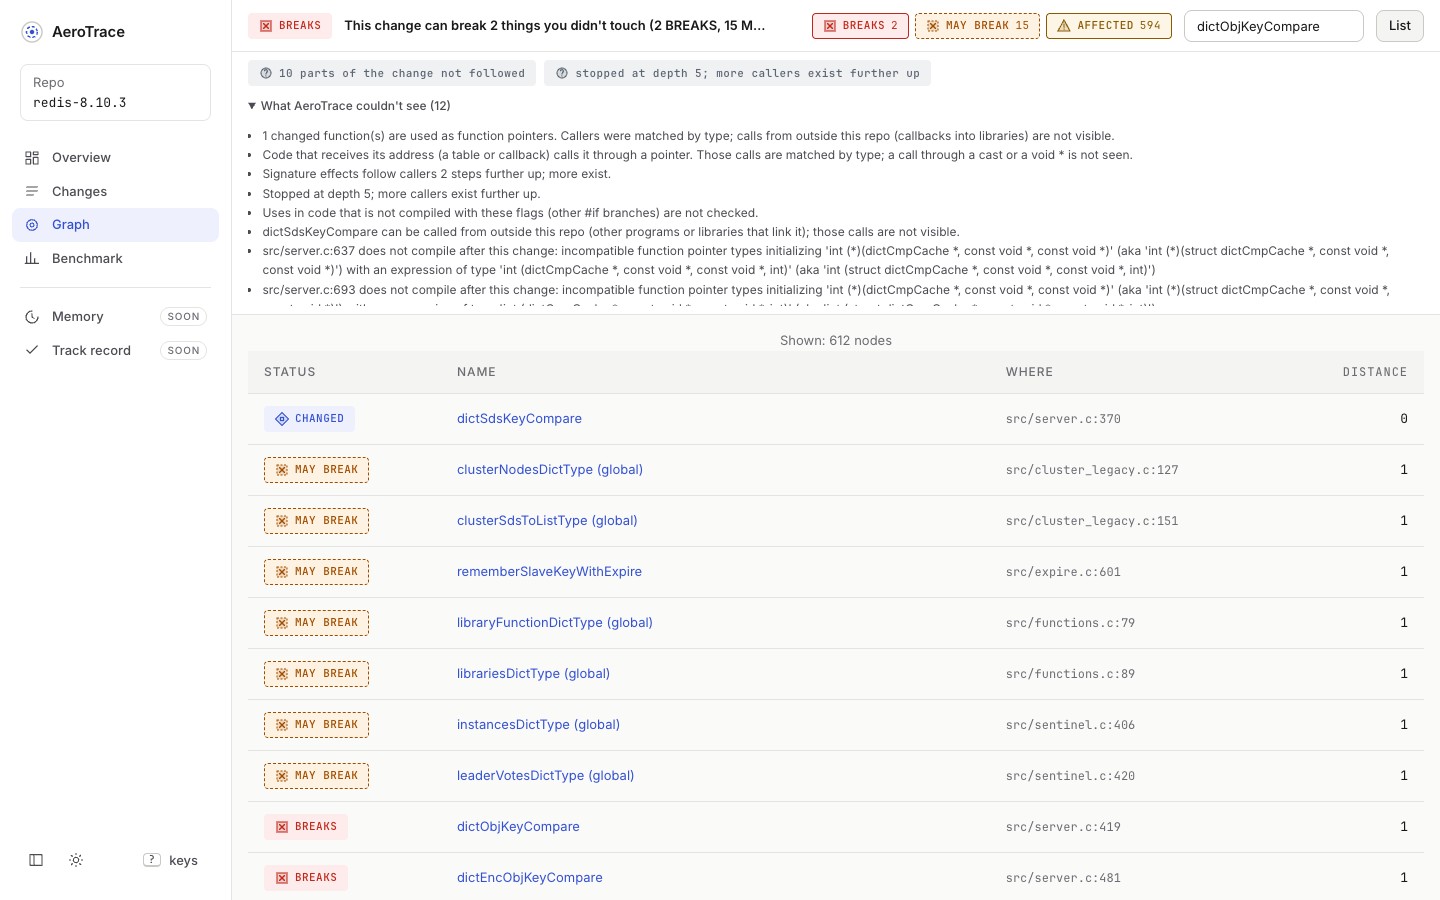 AeroTrace
Repo
redis-8.10.3
Overview
Changes
Graph
Benchmark
Memory SOON
Track record SOON
? keys
BREAKS This change can break 2 things you didn't touch (2 BREAKS, 15 M... BREAKS 2 MAY BREAK 15 AFFECTED 594 dictObjKeyCompare List
10 parts of the change not followed stopped at depth 5; more callers exist further up
▼ What AeroTrace couldn't see (12)
• 1 changed function(s) are used as function pointers. Callers were matched by type; calls from outside this repo (callbacks into libraries) are not visible.
• Code that receives its address (a table or callback) calls it through a pointer. Those calls are matched by type; a call through a cast or a void * is not seen.
• Signature effects follow callers 2 steps further up; more exist.
• Stopped at depth 5; more callers exist further up.
• Uses in code that is not compiled with these flags (other #if branches) are not checked.
• dictSdsKeyCompare can be called from outside this repo (other programs or libraries that link it); those calls are not visible.
• src/server.c:637 does not compile after this change: incompatible function pointer types initializing 'int (*)(dictCmpCache *, const void *, const void *)' (aka 'int (*)(struct dictCmpCache *, const void *,
const void *)') with an expression of type 'int (dictCmpCache *, const void *, const void *, int)' (aka 'int (struct dictCmpCache *, const void *, const void *, int)')
• src/server.c:693 does not compile after this change: incompatible function pointer types initializing 'int (*)(dictCmpCache *, const void *, const void *)' (aka 'int (*)(struct dictCmpCache *, const void *,
Shown: 612 nodes
STATUS NAME WHERE DISTANCE
CHANGED dictSdsKeyCompare src/server.c:370 0
MAY BREAK clusterNodesDictType (global) src/cluster_legacy.c:127 1
MAY BREAK clusterSdsToListType (global) src/cluster_legacy.c:151 1
MAY BREAK rememberSlaveKeyWithExpire src/expire.c:601 1
MAY BREAK libraryFunctionDictType (global) src/functions.c:79 1
MAY BREAK librariesDictType (global) src/functions.c:89 1
MAY BREAK instancesDictType (global) src/sentinel.c:406 1
MAY BREAK leaderVotesDictType (global) src/sentinel.c:420 1
BREAKS dictObjKeyCompare src/server.c:419 1
BREAKS dictEncObjKeyCompare src/server.c:481 1